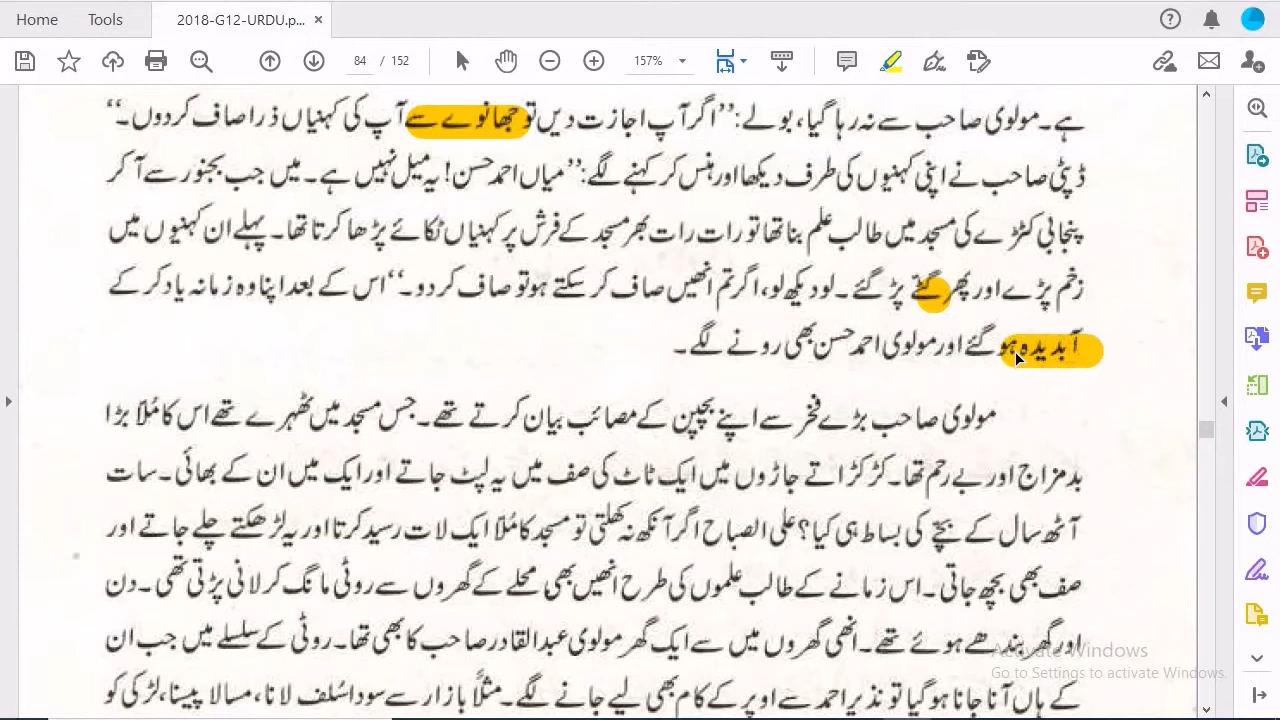 Home Tools 2018-G12-URDU.p... ×
84 / 152 157%
ہے۔ مولوی صاحب سے نہ رہا گیا، بولے: ”اگر آپ اجازت دیں تو جھانوے سے آپ کی کہنیاں ذرا صاف کردوں۔“
ڈپٹی صاحب نے اپنی کہنیوں کی طرف دیکھا اور ہنس کر کہنے لگے: ”میاں احمد حسن! یہ میل نہیں ہے۔ میں جب بجنور سے آ کر
پنجابی کٹڑے کی مسجد میں طالب علم بنا تھا تو رات رات بھر مسجد کے فرش پر کہنیاں ٹکائے پڑھا کرتا تھا۔ پہلے ان کہنیوں میں
زخم پڑے اور پھر گٹے پڑ گئے۔ لو دیکھ لو، اگر تم انھیں صاف کر سکتے ہو تو صاف کر دو۔“ اس کے بعد اپنا وہ زمانہ یاد کر کے
آبدیدہ ہو گئے اور مولوی احمد حسن بھی رونے لگے۔
مولوی صاحب بڑے فخر سے اپنے بچپن کے مصائب بیان کرتے تھے۔ جس مسجد میں ٹھہرے تھے اس کا مُلّا بڑا
بدمزاج اور بے رحم تھا۔ کڑکڑاتے جاڑوں میں ایک ٹاٹ کی صف میں یہ لپٹ جاتے اور ایک میں ان کے بھائی۔ سات
آٹھ سال کے بچّے کی بساط ہی کیا؟ علی الصباح اگر آنکھ نہ کھلتی تو مسجد کا مُلّا ایک لات رسید کرتا اور یہ لڑھکتے چلے جاتے اور
صف بھی بچھ جاتی۔ اس زمانے کے طالب علموں کی طرح انھیں بھی محلے کے گھروں سے روٹی مانگ کر لانی پڑتی تھی۔ دن
اور گھر بندھے ہوئے تھے۔ انھی گھروں میں سے ایک گھر مولوی عبدالقادر صاحب کا بھی تھا۔ روٹی کے سلسلے میں جب ان
کے ہاں آنا جانا ہو گیا تو نذیر احمد سے اوپر کے کام بھی لیے جانے لگے۔ مثلاً بازار سے سودا سُلف لانا، مسالا پیسنا، لڑکی کو
Activate Windows
Go to Settings to activate Windows.